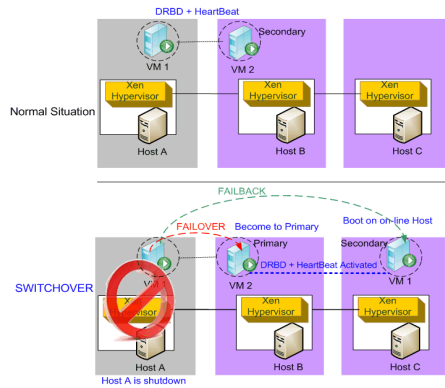 DRBD + HeartBeat
Secondary
VM 1
VM 2
Normal Situation
Xen
Hypervisor
Xen
Hypervisor
Xen
Hypervisor
Host A
Host B
Host C
FAILBACK
FAILOVER
Become to Primary
Boot on on-line Host
Primary
Secondary
DRBD + HeartBeat Activated
SWITCHOVER
VM 1
VM 2
VM 1
Xen
Hypervisor
Xen
Hypervisor
Xen
Hypervisor
Host A
Host B
Host C
Host A is shutdown